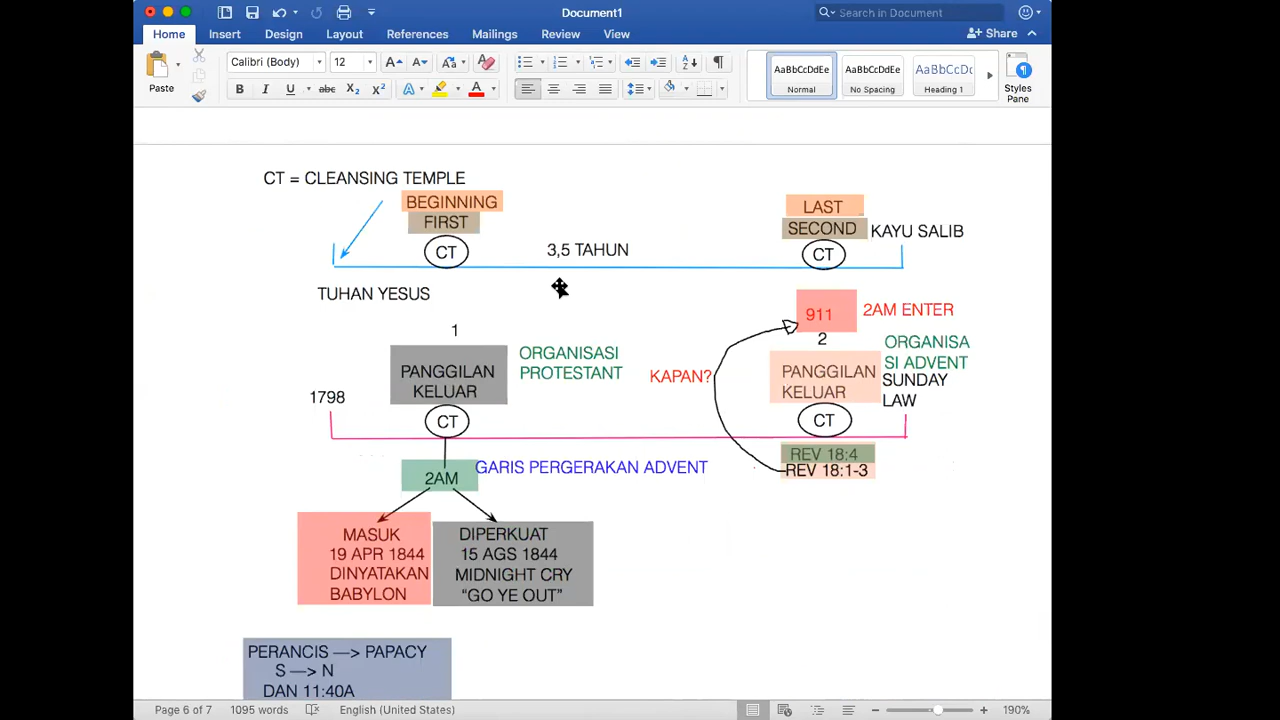 Document1
Search in Document
Home Insert Design Layout References Mailings Review View
Share
Paste
Calibri (Body) 12
AaBbCcDdEe AaBbCcDdEe AaBbCcDc
Normal No Spacing Heading 1
Styles Pane
CT = CLEANSING TEMPLE
BEGINNING
FIRST
CT
3,5 TAHUN
LAST
SECOND
CT
KAYU SALIB
TUHAN YESUS
911
2AM ENTER
1
2
PANGGILAN
KELUAR
ORGANISASI
PROTESTANT
KAPAN?
PANGGILAN
KELUAR
ORGANISA
SI ADVENT
SUNDAY
LAW
1798
CT
CT
REV 18:4
REV 18:1-3
2AM
GARIS PERGERAKAN ADVENT
MASUK
19 APR 1844
DINYATAKAN
BABYLON
DIPERKUAT
15 AGS 1844
MIDNIGHT CRY
“GO YE OUT”
PERANCIS —> PAPACY
S —> N
DAN 11:40A
Page 6 of 7 1095 words English (United States) 190%